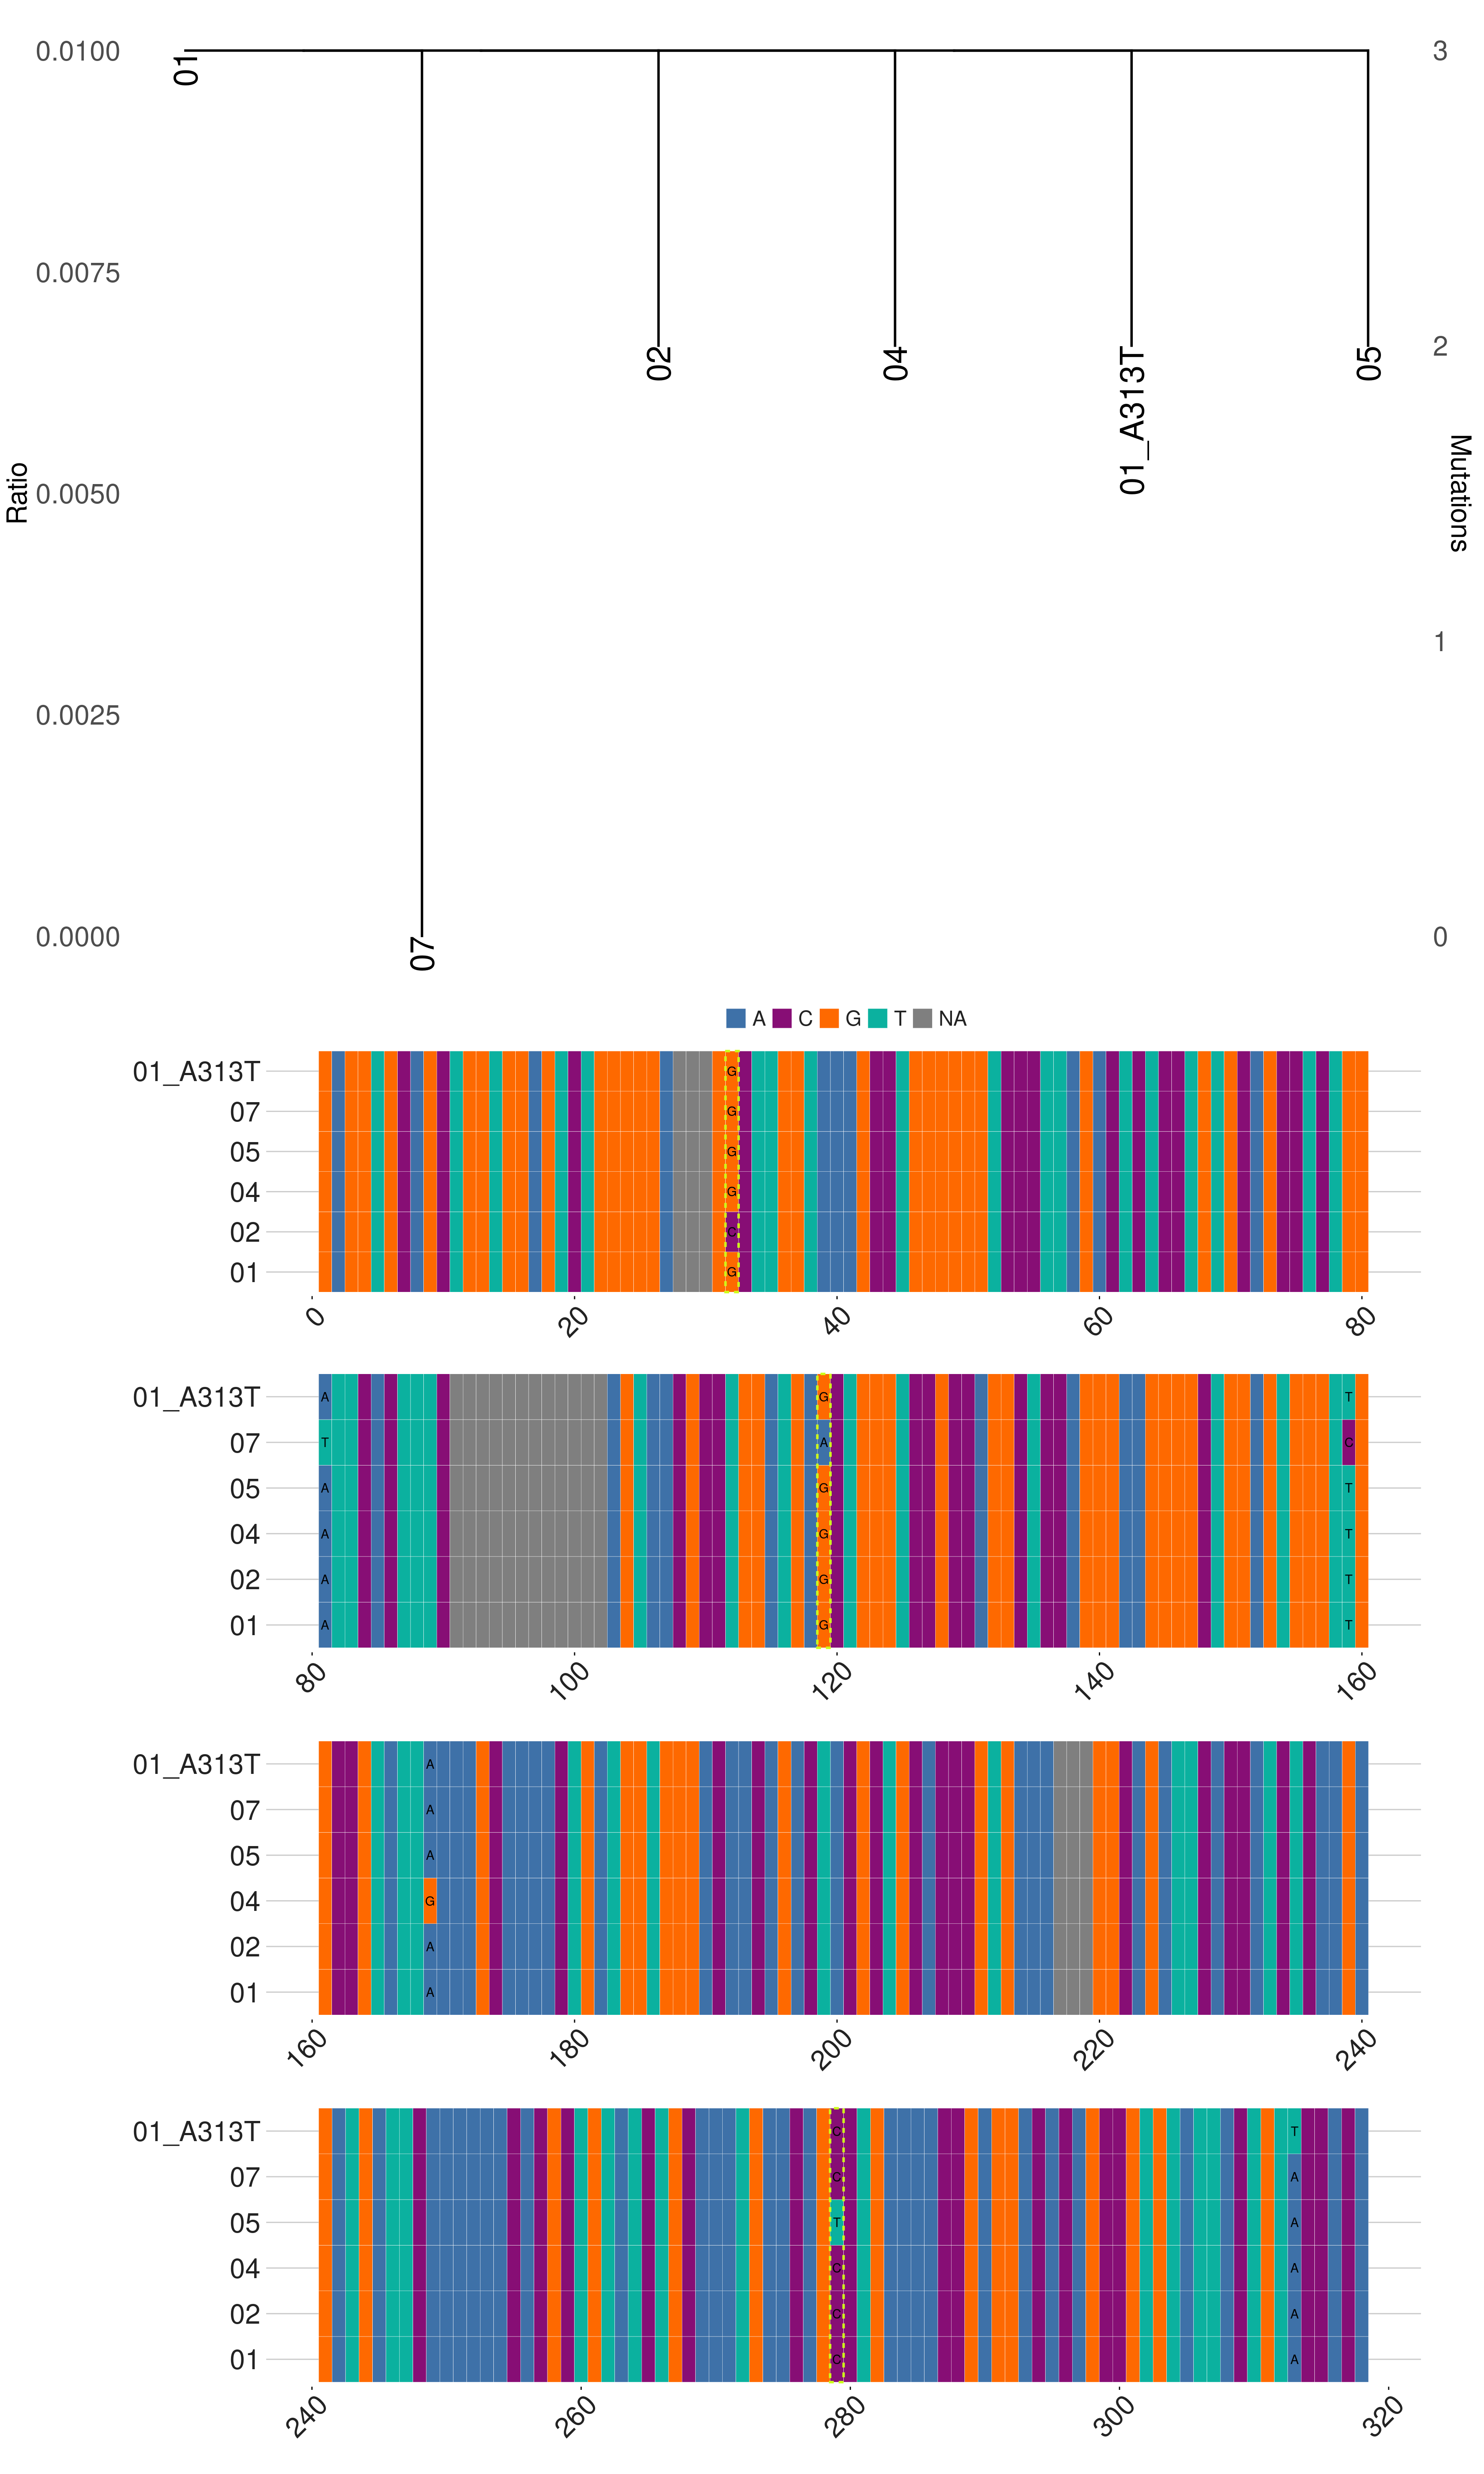 0.0100
0.0075
0.0050
0.0025
0.0000
Ratio
3
2
1
0
Mutations
01
07
02
04
01_A313T
05
A C G T NA
01_A313T G
07 G
05 G
04 G
02 C
01 G
0 20 40 60 80
01_A313T A G T
07 T A C
05 A G T
04 A G T
02 A G T
01 A G T
80 100 120 140 160
01_A313T A
07 A
05 A
04 G
02 A
01 A
160 180 200 220 240
01_A313T C T
07 C A
05 T A
04 C A
02 C A
01 C A
240 260 280 300 320